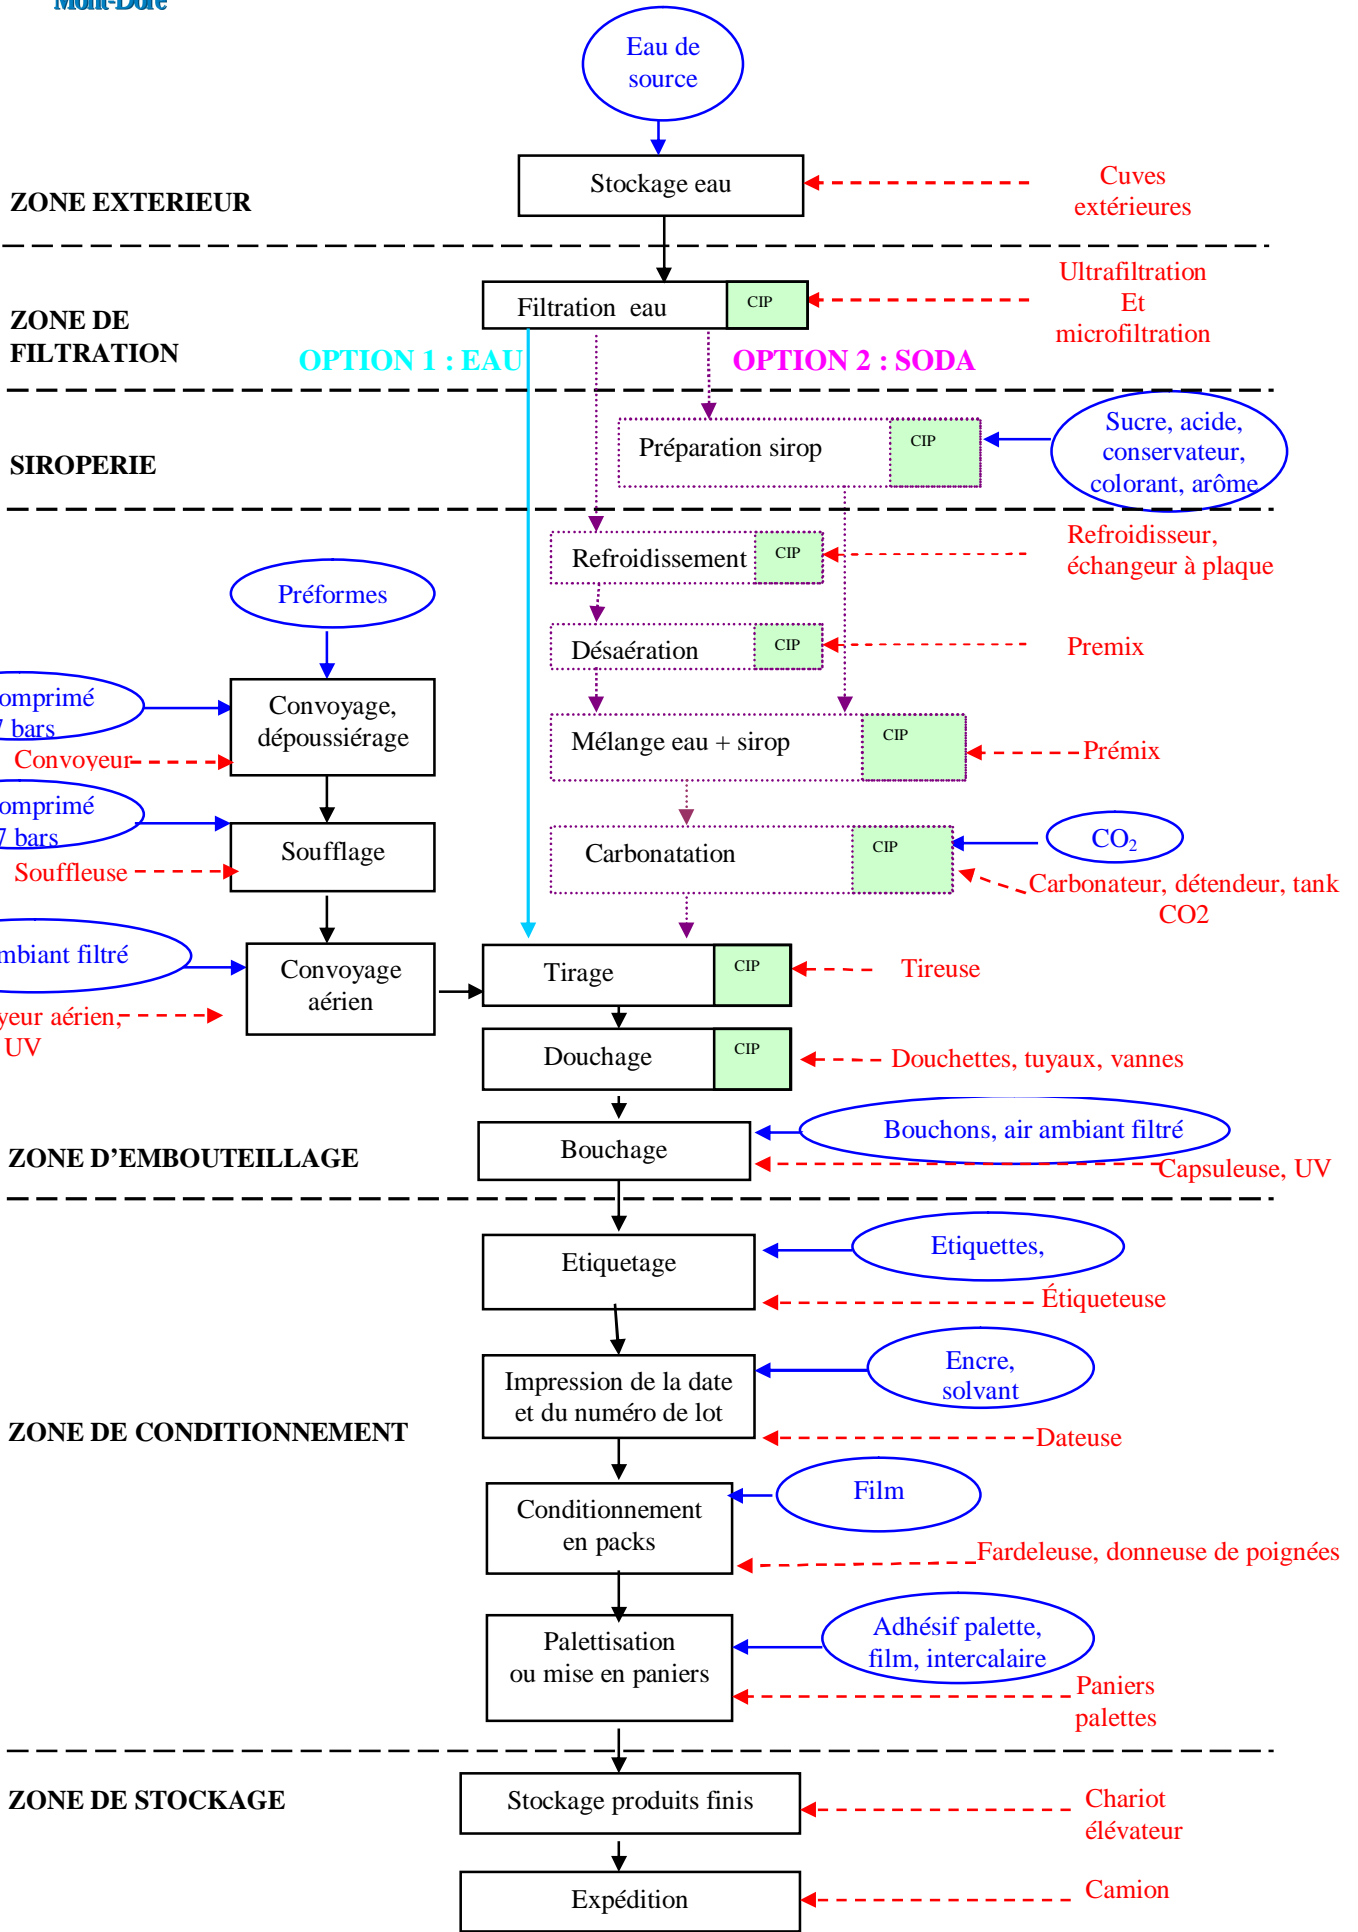 Mont-Dore
Eau de
source
Stockage eau
Cuves
extérieures
ZONE EXTERIEUR
Filtration  eau
CIP
Ultrafiltration
Et
microfiltration
ZONE DE
FILTRATION
OPTION 1 : EAU
OPTION 2 : SODA
Préparation sirop
CIP
Sucre, acide,
conservateur,
colorant, arôme
SIROPERIE
Refroidissement
CIP
Refroidisseur,
échangeur à plaque
Préformes
Désaération
CIP
Premix
omprimé
7 bars
Convoyeur
Convoyage,
dépoussiérage
Mélange eau + sirop
CIP
Prémix
omprimé
7 bars
Souffleuse
Soufflage
Carbonatation
CIP
CO2
Carbonateur, détendeur, tank
CO2
mbiant filtré
yeur aérien,
UV
Convoyage
aérien
Tirage
CIP
Tireuse
Douchage
CIP
Douchettes, tuyaux, vannes
Bouchage
Bouchons, air ambiant filtré
Capsuleuse, UV
ZONE D'EMBOUTEILLAGE
Etiquetage
Etiquettes,
Étiqueteuse
Impression de la date
et du numéro de lot
Encre,
solvant
Dateuse
ZONE DE CONDITIONNEMENT
Conditionnement
en packs
Film
Fardeleuse, donneuse de poignées
Palettisation
ou mise en paniers
Adhésif palette,
film, intercalaire
Paniers
palettes
ZONE DE STOCKAGE
Stockage produits finis
Chariot
élévateur
Expédition
Camion